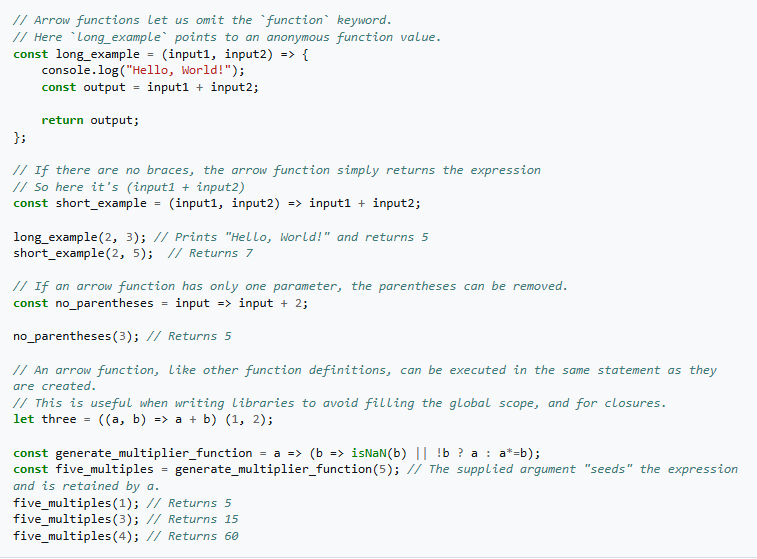 // Arrow functions let us omit the `function` keyword.
// Here `long_example` points to an anonymous function value.
const long_example = (input1, input2) => {
    console.log("Hello, World!");
    const output = input1 + input2;

    return output;
};

// If there are no braces, the arrow function simply returns the expression
// So here it's (input1 + input2)
const short_example = (input1, input2) => input1 + input2;

long_example(2, 3); // Prints "Hello, World!" and returns 5
short_example(2, 5);  // Returns 7

// If an arrow function has only one parameter, the parentheses can be removed.
const no_parentheses = input => input + 2;

no_parentheses(3); // Returns 5

// An arrow function, like other function definitions, can be executed in the same statement as they
are created.
// This is useful when writing libraries to avoid filling the global scope, and for closures.
let three = ((a, b) => a + b) (1, 2);

const generate_multiplier_function = a => (b => isNaN(b) || !b ? a : a*=b);
const five_multiples = generate_multiplier_function(5); // The supplied argument "seeds" the expression
and is retained by a.
five_multiples(1); // Returns 5
five_multiples(3); // Returns 15
five_multiples(4); // Returns 60